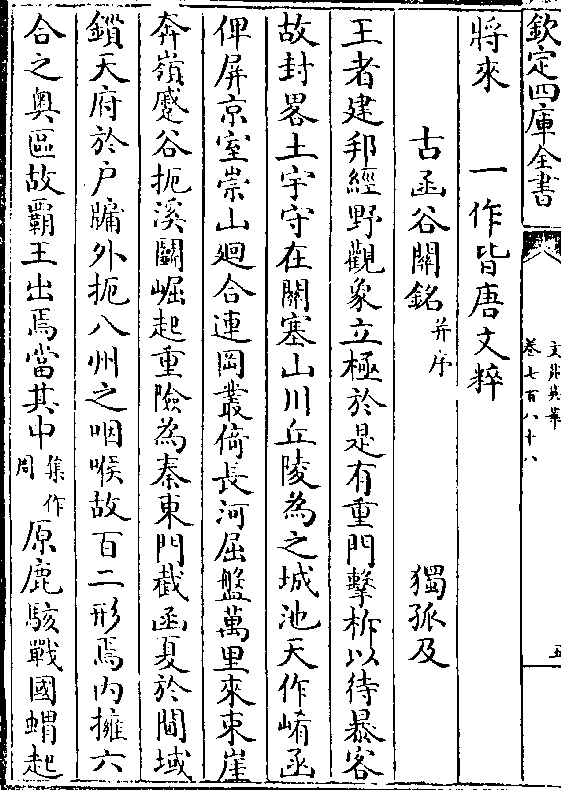 欽定四庫全書
文苑英華
卷七百八十八
五
將來　一作皆唐文粹
古函谷關銘并序　獨孤及
王者建邦經野觀象立極於是有重門擊柝以待暴客
故封畧土宇守在關塞山川丘陵為之城池天作崤函
俾屏京室崇山廻合連岡叢倚長河屈盤萬里來束崖
奔嶺蹙谷扼溪鬭崛起重險為秦東門截函夏於閫域
鏁天府於戶牖外扼八州之咽喉故百二形焉内擁六
合之奥區故覇王出焉當其中集作周原鹿駭戰國蝟起